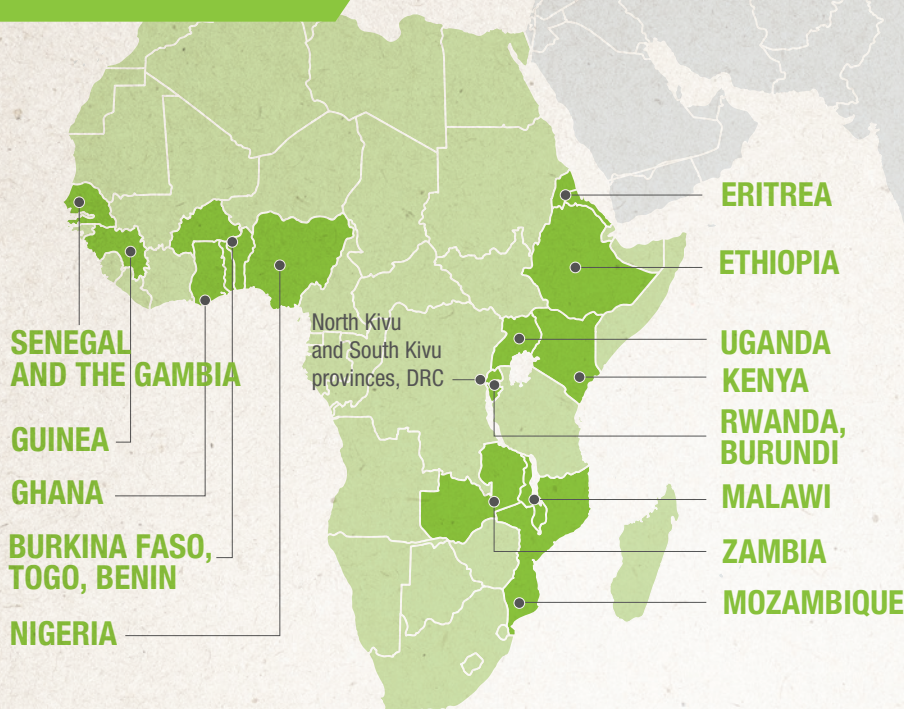 ERITREA
ETHIOPIA
North Kivu
and South Kivu
provinces, DRC
UGANDA
KENYA
RWANDA,
BURUNDI
MALAWI
ZAMBIA
MOZAMBIQUE
SENEGAL
AND THE GAMBIA
GUINEA
GHANA
BURKINA FASO,
TOGO, BENIN
NIGERIA